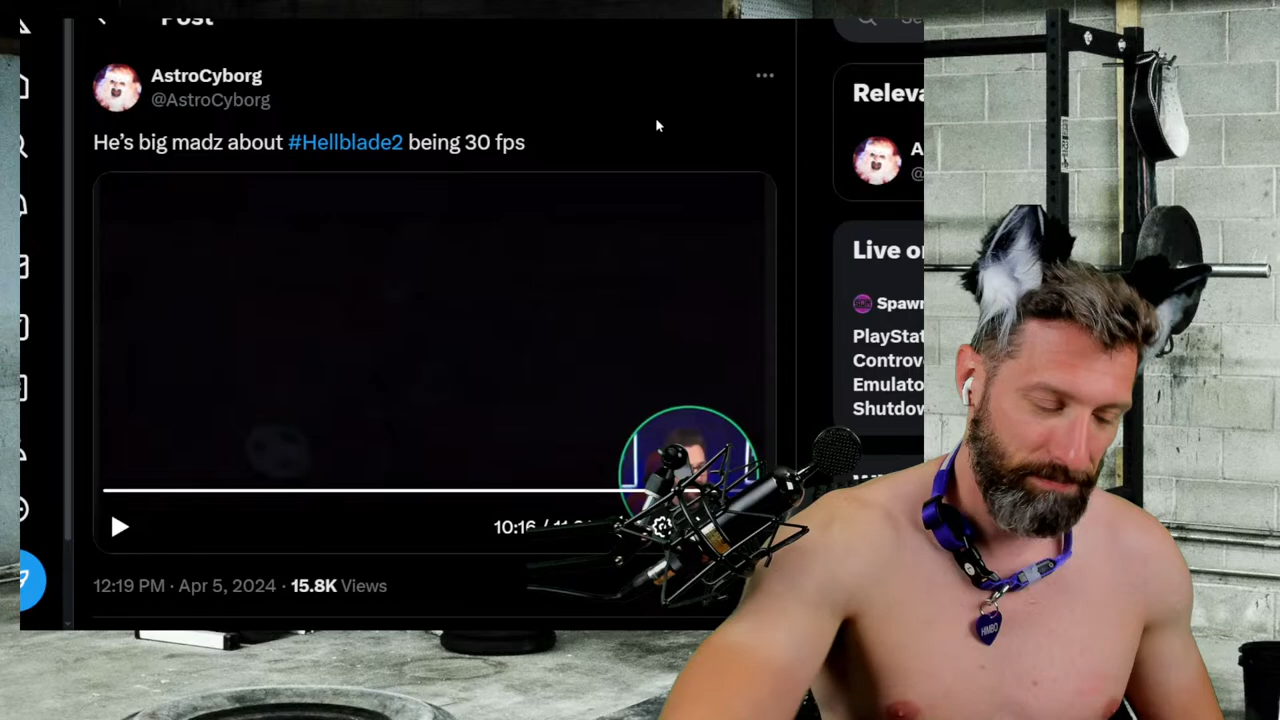 Post
AstroCyborg
@AstroCyborg
He's big madz about #Hellblade2 being 30 fps
10:16 /
12:19 PM · Apr 5, 2024 · 15.8K Views
Releva
Live o
Spawn
PlayStat
Controv
Emulato
Shutdow
HIMBO